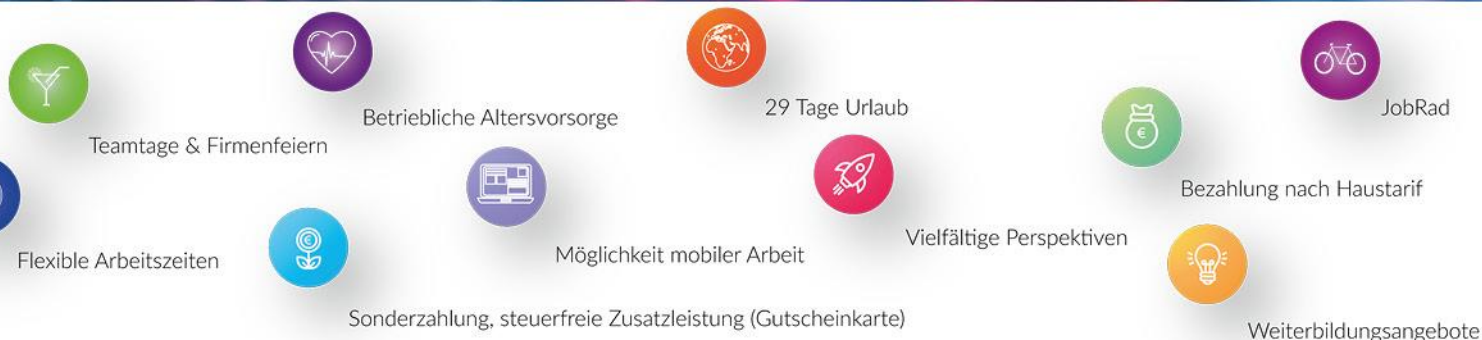 29 Tage Urlaub
JobRad
Betriebliche Altersvorsorge
Teamtage & Firmenfeiern
Bezahlung nach Haustarif
Vielfältige Perspektiven
Möglichkeit mobiler Arbeit
Flexible Arbeitszeiten
Sonderzahlung, steuerfreie Zusatzleistung (Gutscheinkarte)
Weiterbildungsangebote